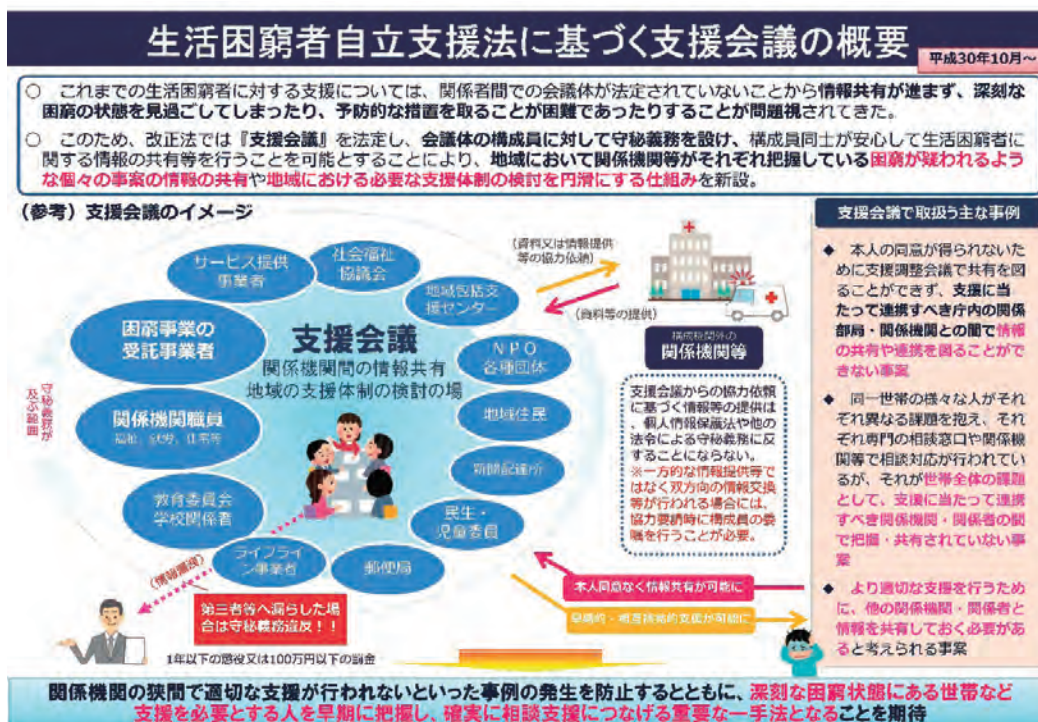 生活困窮者自立支援法に基づく支援会議の概要
平成30年10月~
○ これまでの生活困窮者に対する支援については、関係者間での会議体が法定されていないことから情報共有が進まず、深刻な
困窮の状態を見過ごしてしまったり、予防的な措置を取ることが困難であったりすることが問題視されてきた。
○ このため、改正法では『支援会議』を法定し、会議体の構成員に対して守秘義務を設け、構成員同士が安心して生活困窮者に
関する情報の共有等を行うことを可能とすることにより、地域において関係機関等がそれぞれ把握している困窮が疑われるよう
な個々の事案の情報の共有や地域における必要な支援体制の検討を円滑にする仕組みを新設。
(参考)支援会議のイメージ
サービス提供
事業者
社会福祉
協議会
地域包括支
援センター
困窮事業の
受託事業者
支援会議
関係機関間の情報共有
地域の支援体制の検討の場
NPO
各種団体
関係機関職員
福祉、就労、住宅等
地域住民
新聞配達所
教育委員会
学校関係者
民生・
児童委員
ライフライ
ン事業者
郵便局
守秘義務が
及ぶ範囲
(資料又は情報提供
等の協力依頼)
(資料等の提供)
構成機関外の
関係機関等
支援会議からの協力依頼
に基づく情報等の提供は
、個人情報保護法や他の
法令による守秘義務に反
することにならない。
※一方的な情報提供等で
はなく双方向の情報交換
等が行われる場合には、
協力要請時に構成員の委
嘱を行うことが必要。
(情報漏洩)
第三者等へ漏らした場
合は守秘義務違反!!
1年以下の懲役又は100万円以下の罰金
本人同意なく情報共有が可能に
支援会議で取扱う主な事例
◆ 本人の同意が得られないた
めに支援調整会議で共有を図
ることができず、支援に当
たって連携すべき庁内の関係
部局・関係機関との間で情報
の共有や連携を図ることがで
きない事案
◆ 同一世帯の様々な人がそ
れぞれ異なる課題を抱え、それ
ぞれ専門の相談窓口や関係機
関等で相談対応が行われてい
るが、それが世帯全体の課題
として、支援に当たって連携
すべき関係機関・関係者の間
で把握・共有されていない事
案
◆ より適切な支援を行うため
に、他の関係機関・関係者と
情報を共有しておく必要があ
ると考えられる事案
関係機関の狭間で適切な支援が行われないといった事例の発生を防止するとともに、深刻な困窮状態にある世帯など
支援を必要とする人を早期に把握し、確実に相談支援につなげる重要な一手法となることを期待